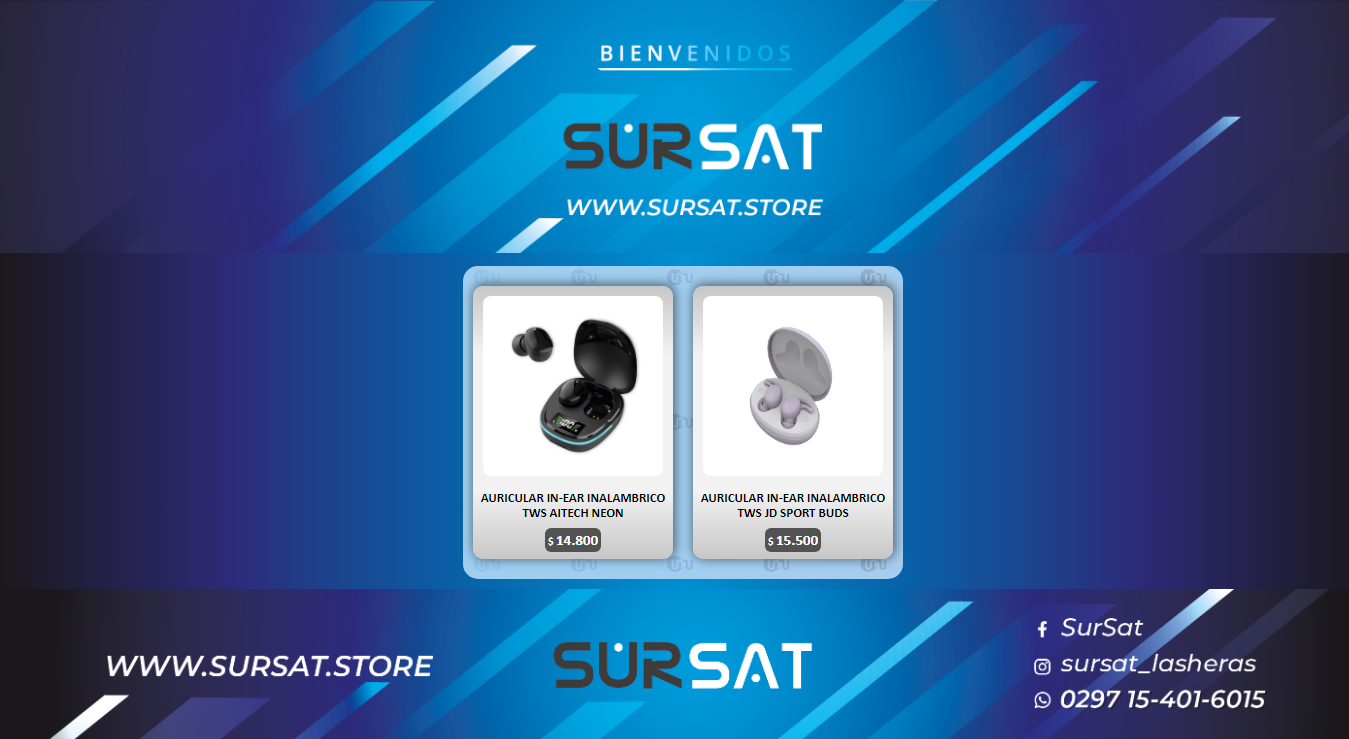 BIENVENIDOS
SURSAT
WWW.SURSAT.STORE
AURICULAR IN-EAR INALAMBRICO
TWS AITECH NEON
$ 14.800
AURICULAR IN-EAR INALAMBRICO
TWS JD SPORT BUDS
$ 15.500
WWW.SURSAT.STORE
SURSAT
SurSat
sursat_lasheras
0297 15-401-6015